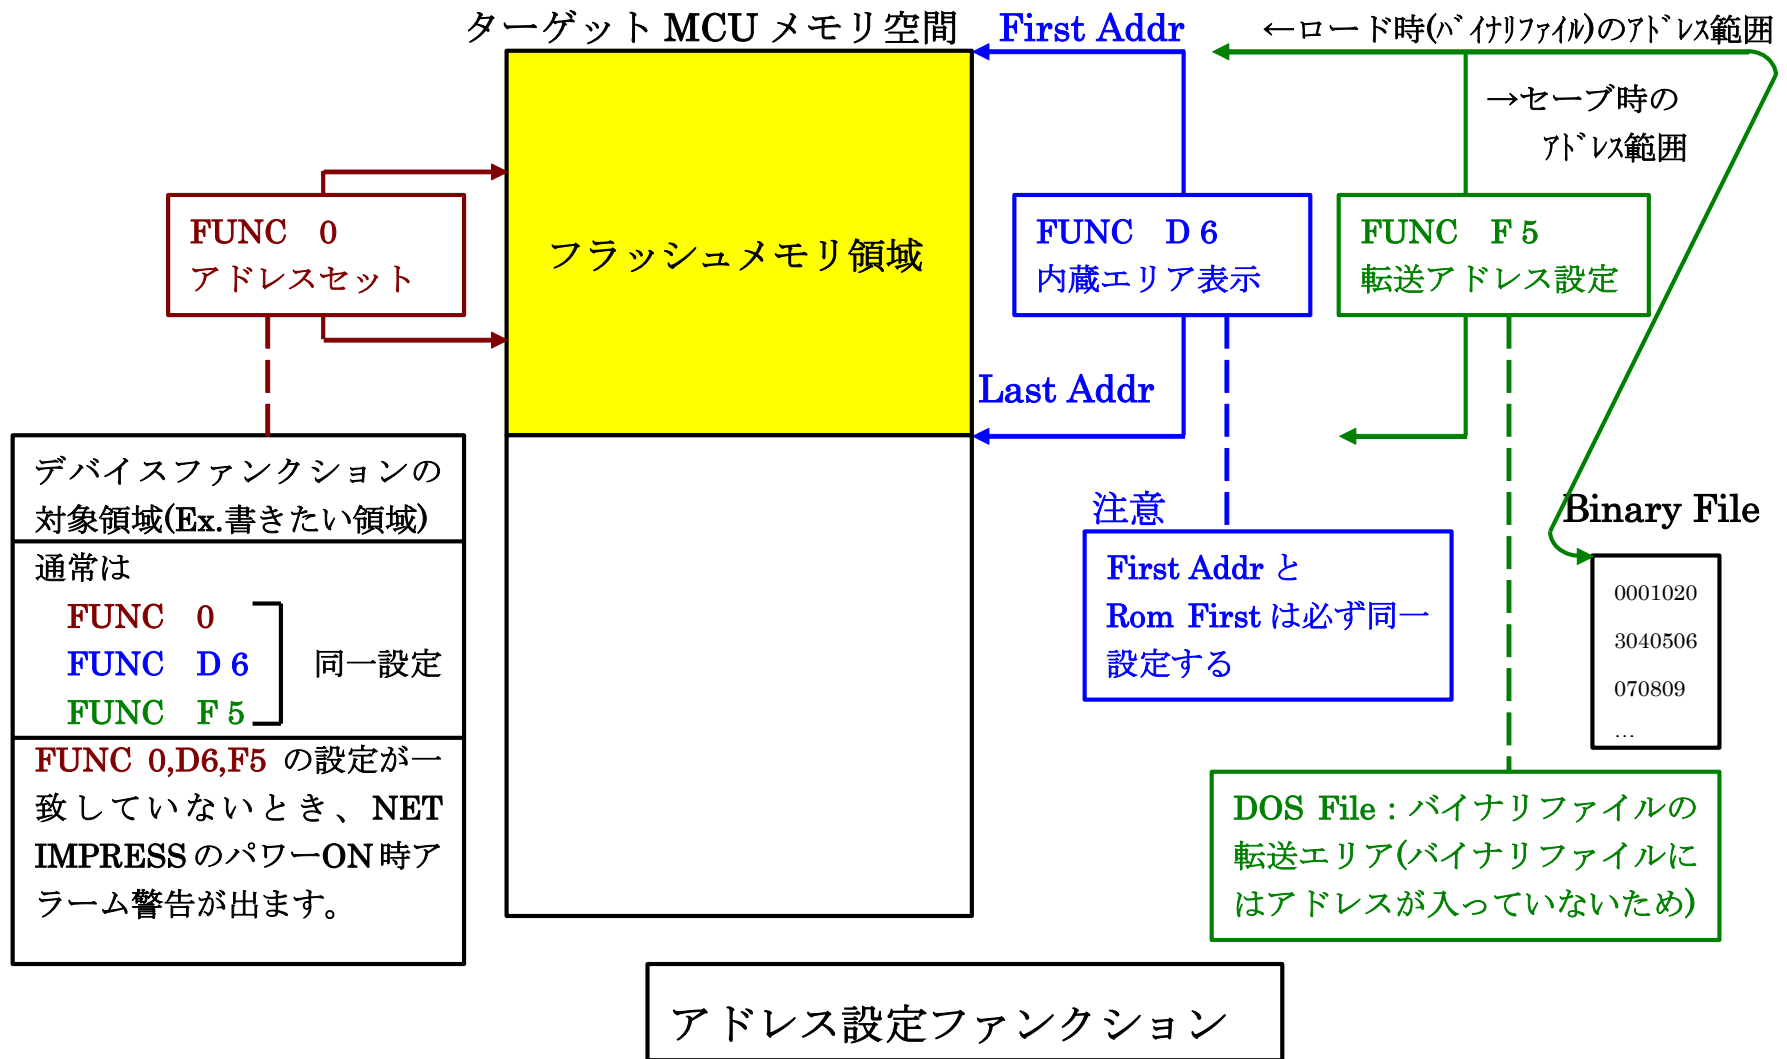 ターゲット MCU メモリ空間
First Addr
←ロード時(ﾊﾞｲﾅﾘﾌｧｲﾙ)のｱﾄﾞﾚｽ範囲
→セーブ時の
ｱﾄﾞﾚｽ範囲
FUNC 0
アドレスセット
フラッシュメモリ領域
FUNC D 6
内蔵エリア表示
FUNC F 5
転送アドレス設定
Last Addr
デバイスファンクションの
対象領域(Ex.書きたい領域)
通常は
FUNC 0
FUNC D 6
FUNC F 5
同一設定
FUNC 0,D6,F5 の設定が一
致していないとき、NET
IMPRESS のパワーON 時ア
ラーム警告が出ます。
注意
First Addr と
Rom First は必ず同一
設定する
Binary File
0001020
3040506
070809
…
DOS File：バイナリファイルの
転送エリア(バイナリファイルに
はアドレスが入っていないため)
アドレス設定ファンクション